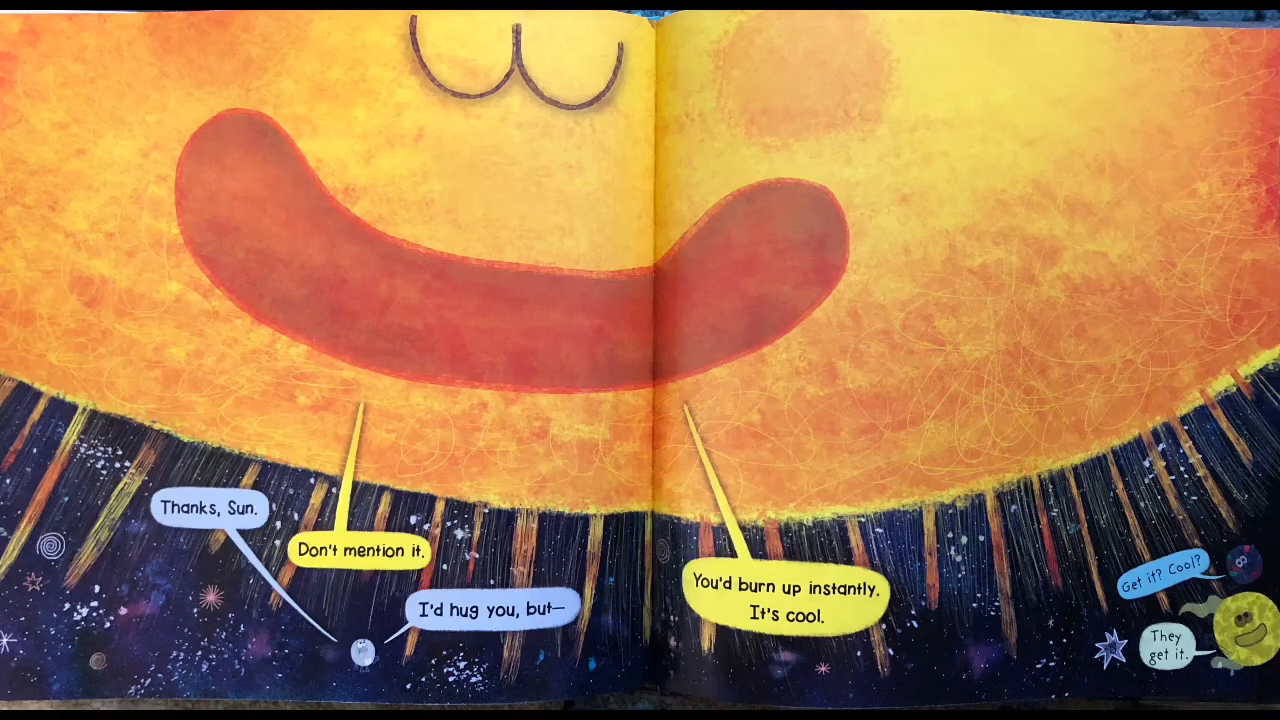 Thanks, Sun.
Don't mention it.
I'd hug you, but—
You'd burn up instantly.
It's cool.
Get it? Cool?
They
get it.